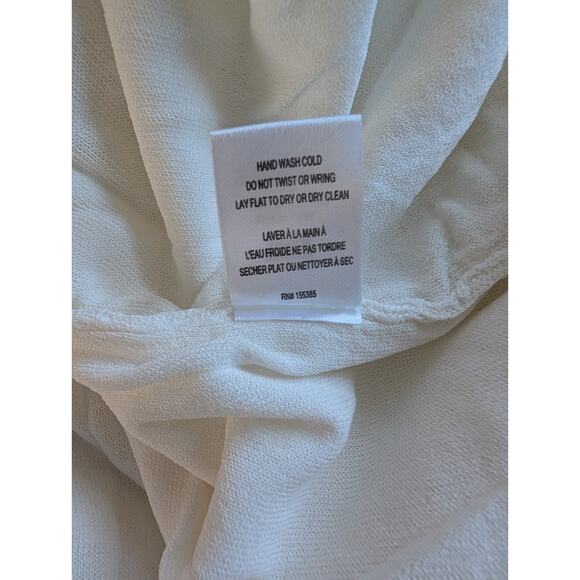 HAND WASH COLD
DO NOT TWIST OR WRING
LAY FLAT TO DRY OR DRY CLEAN
LAVER À LA MAIN À
L'EAU FROIDE NE PAS TORDRE
SECHER PLAT OU NETTOYER À SEC
RN# 155385